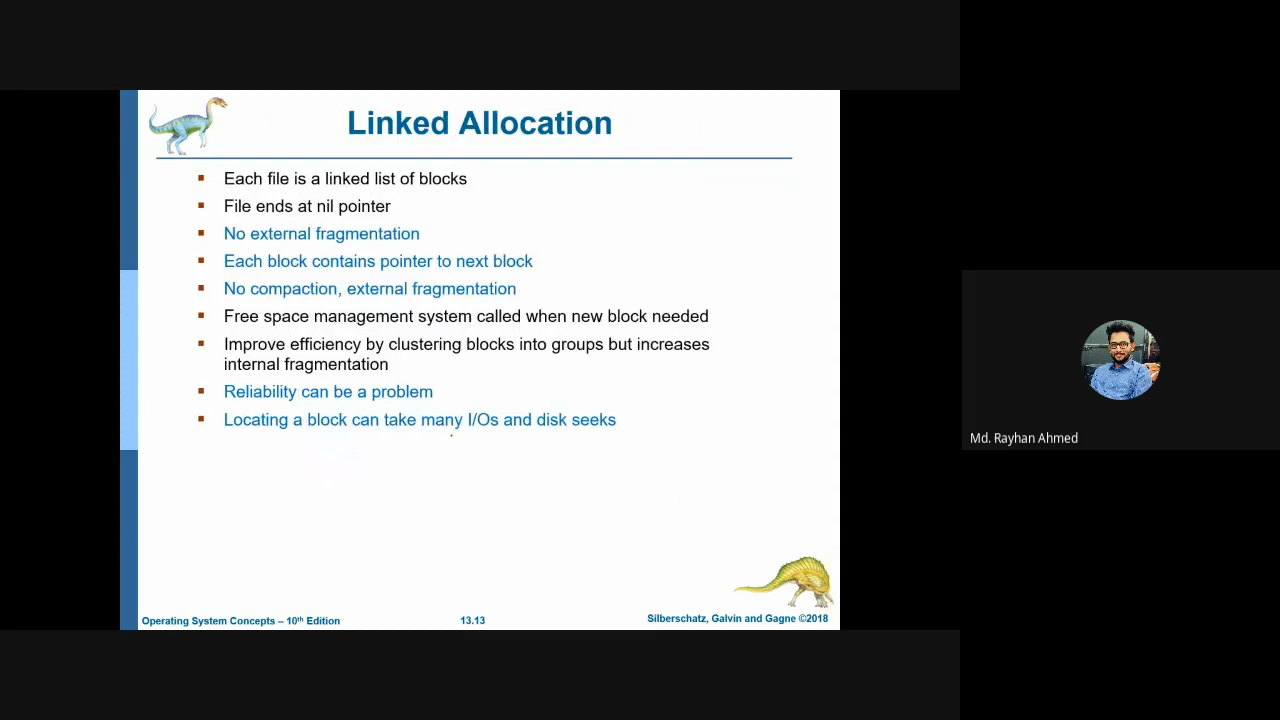 Linked Allocation
Each file is a linked list of blocks
File ends at nil pointer
No external fragmentation
Each block contains pointer to next block
No compaction, external fragmentation
Free space management system called when new block needed
Improve efficiency by clustering blocks into groups but increases
internal fragmentation
Reliability can be a problem
Locating a block can take many I/Os and disk seeks
Md. Rayhan Ahmed
Operating System Concepts – 10th Edition
13.13
Silberschatz, Galvin and Gagne ©2018